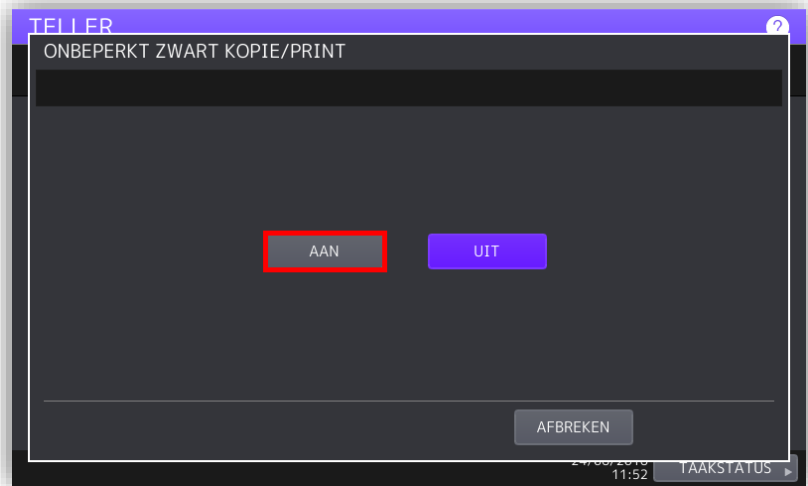 TELLER
?
ONBEPERKT ZWART KOPIE/PRINT
AAN
UIT
AFBREKEN
11:52
TAAKSTATUS